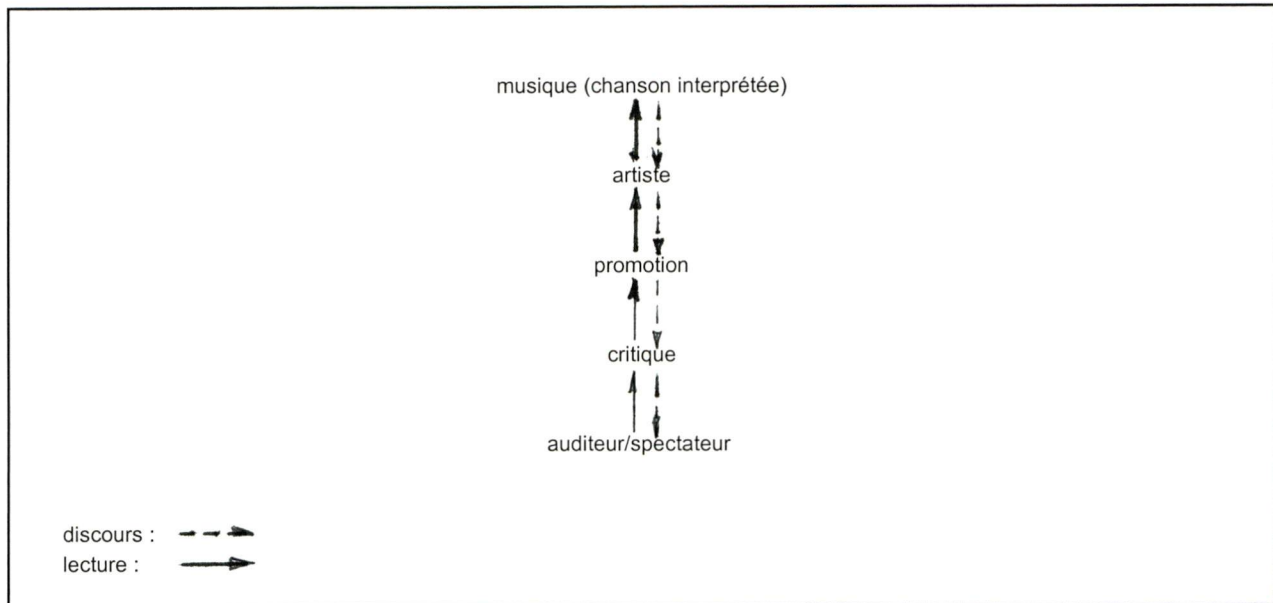 musique (chanson interprétée)
artiste
promotion
critique
auditeur/spectateur
discours :
lecture :